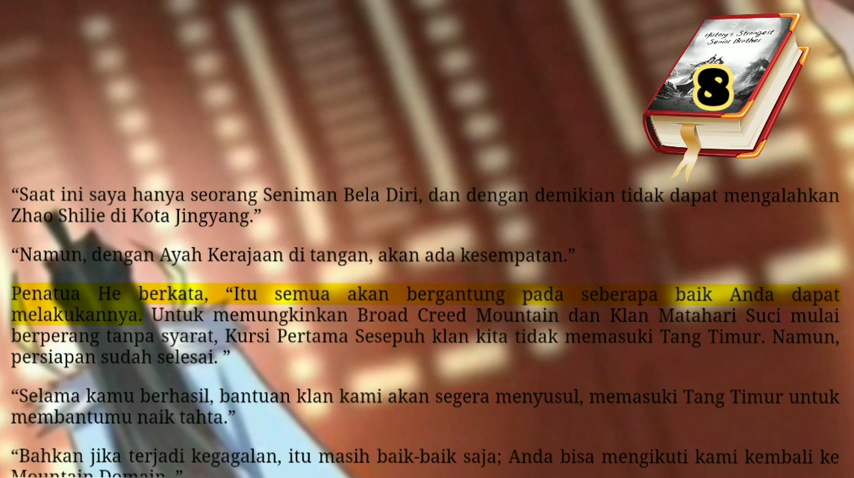 History's Strongest
Senior Brother
8
“Saat ini saya hanya seorang Seniman Bela Diri, dan dengan demikian tidak dapat mengalahkan
Zhao Shilie di Kota Jingyang.”
“Namun, dengan Ayah Kerajaan di tangan, akan ada kesempatan.”
Penatua He berkata, “Itu semua akan bergantung pada seberapa baik Anda dapat
melakukannya. Untuk memungkinkan Broad Creed Mountain dan Klan Matahari Suci mulai
berperang tanpa syarat, Kursi Pertama Sesepuh klan kita tidak memasuki Tang Timur. Namun,
persiapan sudah selesai. ”
“Selama kamu berhasil, bantuan klan kami akan segera menyusul, memasuki Tang Timur untuk
membantumu naik tahta.”
“Bahkan jika terjadi kegagalan, itu masih baik-baik saja; Anda bisa mengikuti kami kembali ke
Mountain Domain. ”